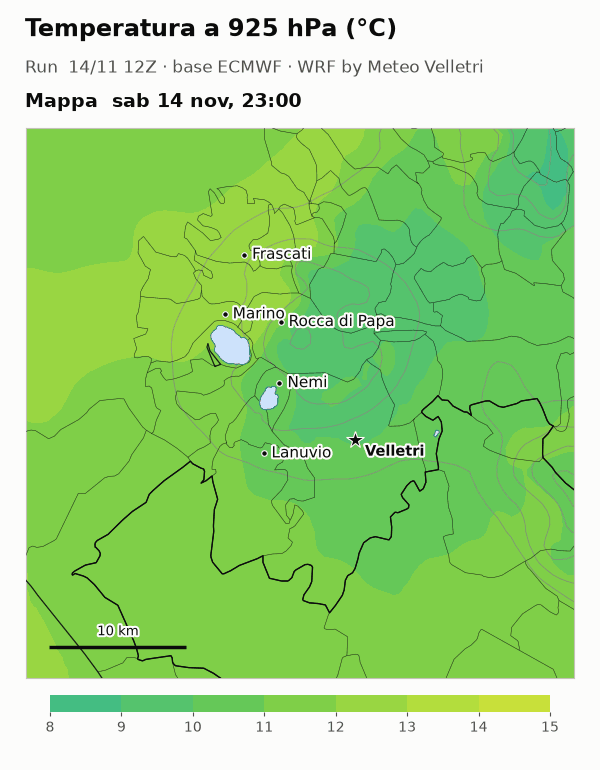 Temperatura a 925 hPa (°C)
Run  14/11 12Z · base ECMWF · WRF by Meteo Velletri
Mappa  sab 14 nov, 23:00
Frascati
Marino
Rocca di Papa
Nemi
Velletri
Lanuvio
10 km
8 9 10 11 12 13 14 15